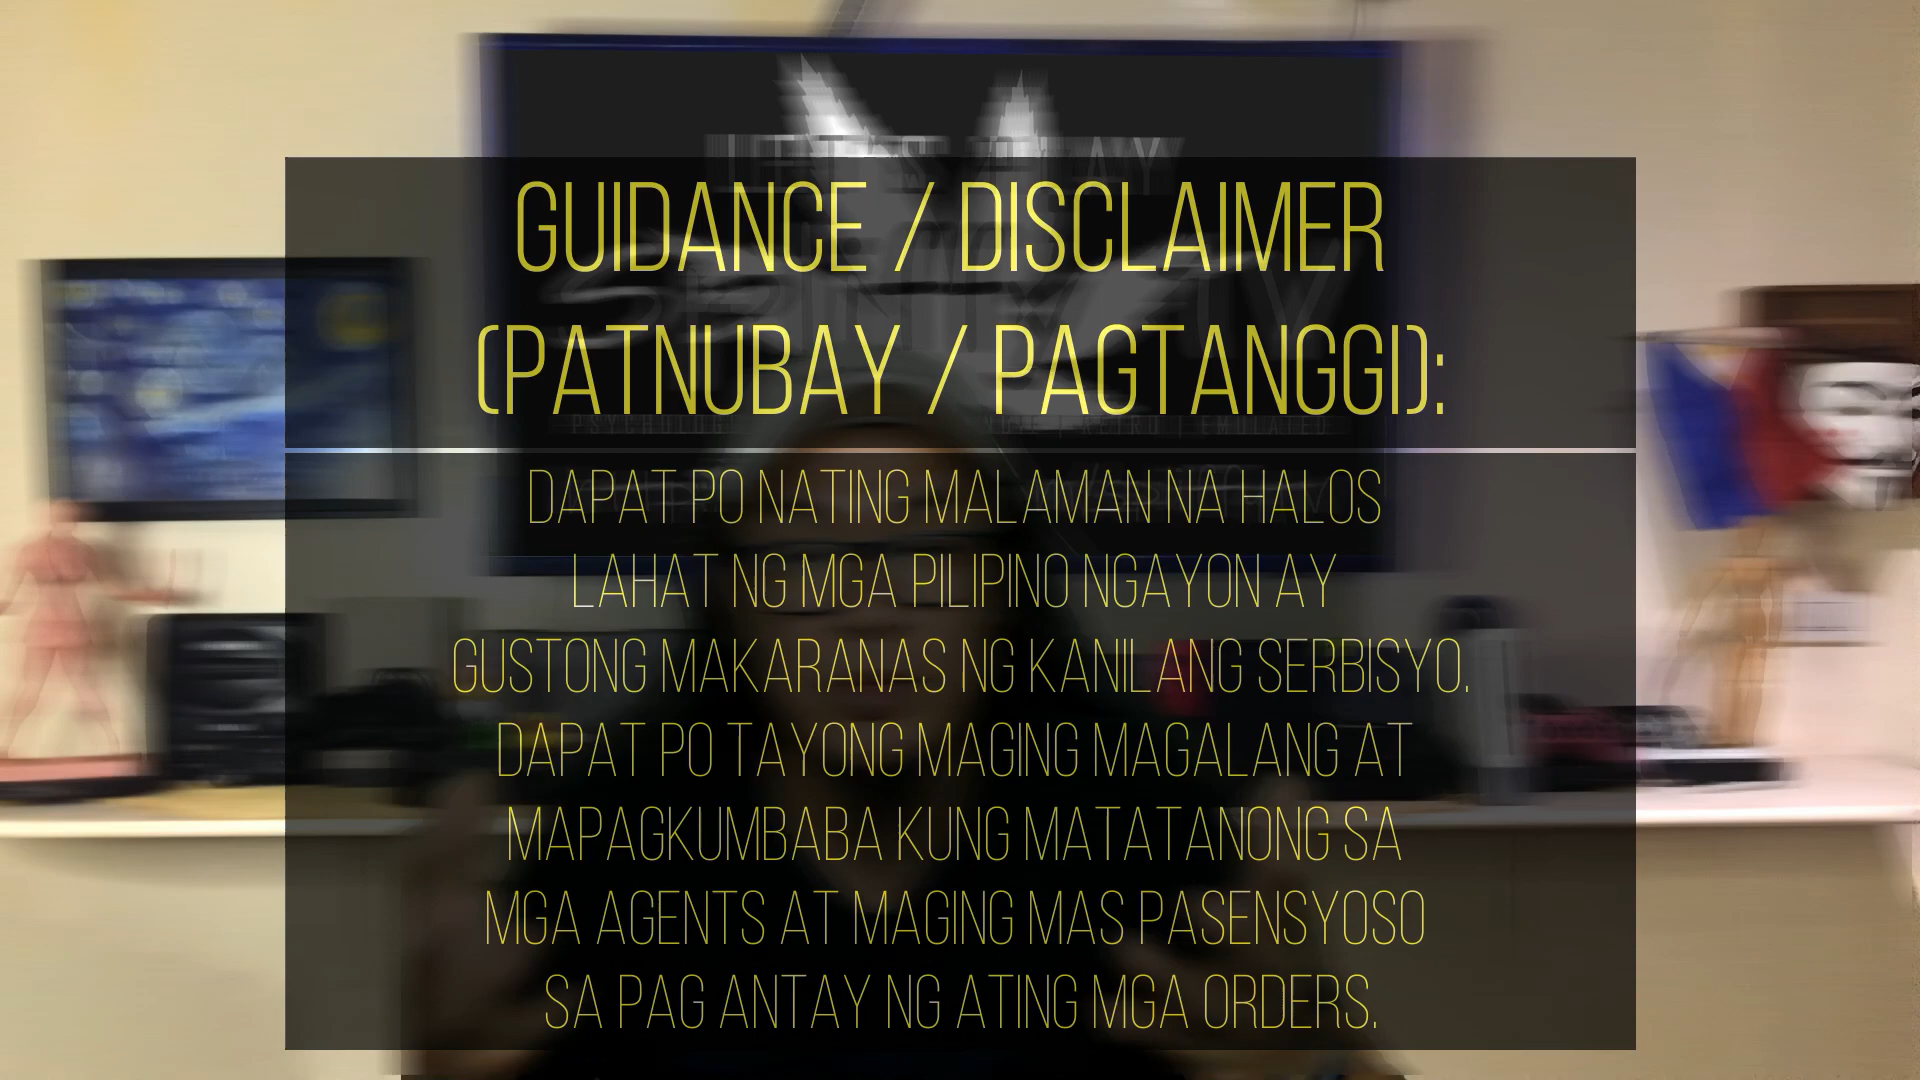 GUIDANCE / DISCLAIMER
(PATNUBAY / PAGTANGGI):
DAPAT PO NATING MALAMAN NA HALOS
LAHAT NG MGA PILIPINO NGAYON AY
GUSTONG MAKARANAS NG KANILANG SERBISYO.
DAPAT PO TAYONG MAGING MAGALANG AT
MAPAGKUMBABA KUNG MATATANONG SA
MGA AGENTS AT MAGING MAS PASENSYOSO
SA PAG ANTAY NG ATING MGA ORDERS.